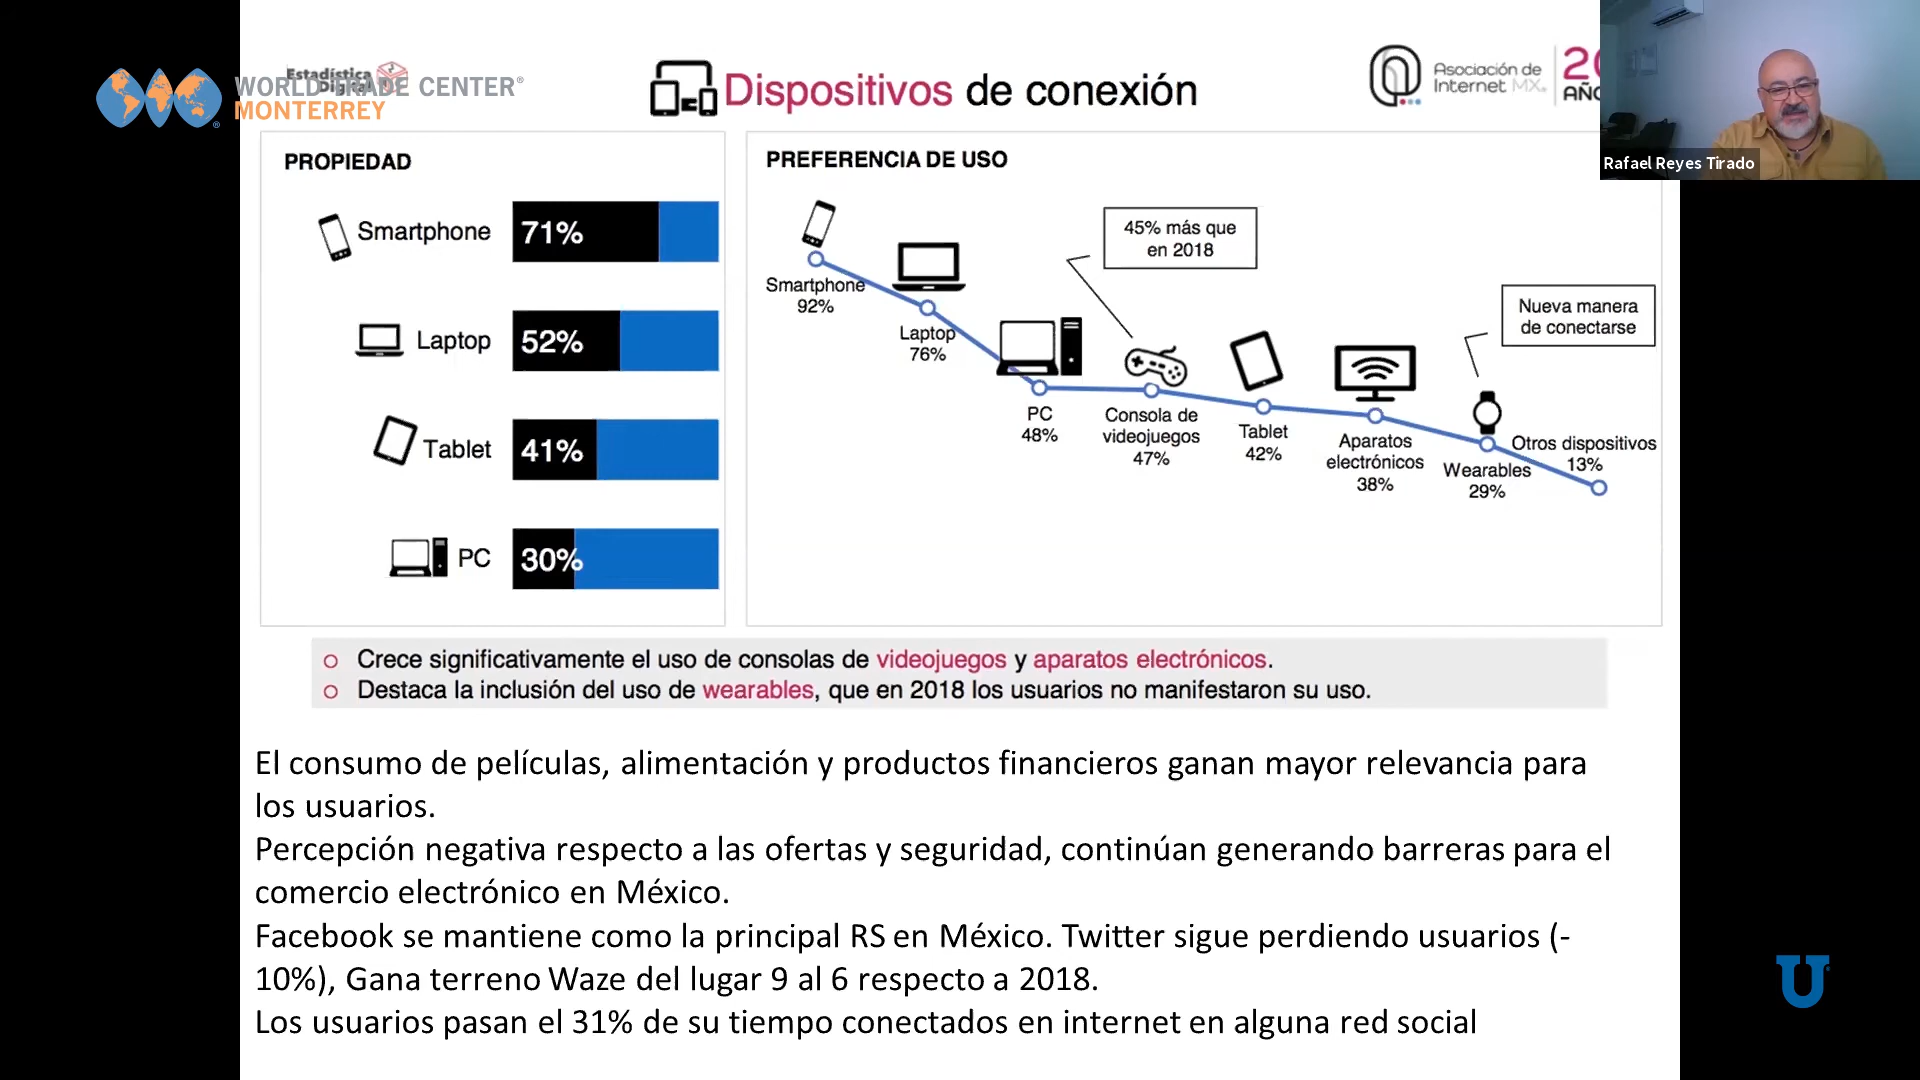 Estadística
Digital
WORLD TRADE CENTER®
MONTERREY
Dispositivos de conexión
Asociación de
Internet MX.
20
AÑO
Rafael Reyes Tirado
PROPIEDAD
Smartphone
71%
Laptop
52%
Tablet
41%
PC
30%
PREFERENCIA DE USO
Smartphone
92%
Laptop
76%
PC
48%
45% más que
en 2018
Consola de
videojuegos
47%
Tablet
42%
Aparatos
electrónicos
38%
Nueva manera
de conectarse
Wearables
29%
Otros dispositivos
13%
Crece significativamente el uso de consolas de videojuegos y aparatos electrónicos.
Destaca la inclusión del uso de wearables, que en 2018 los usuarios no manifestaron su uso.
El consumo de películas, alimentación y productos financieros ganan mayor relevancia para
los usuarios.
Percepción negativa respecto a las ofertas y seguridad, continúan generando barreras para el
comercio electrónico en México.
Facebook se mantiene como la principal RS en México. Twitter sigue perdiendo usuarios (-
10%), Gana terreno Waze del lugar 9 al 6 respecto a 2018.
Los usuarios pasan el 31% de su tiempo conectados en internet en alguna red social
U